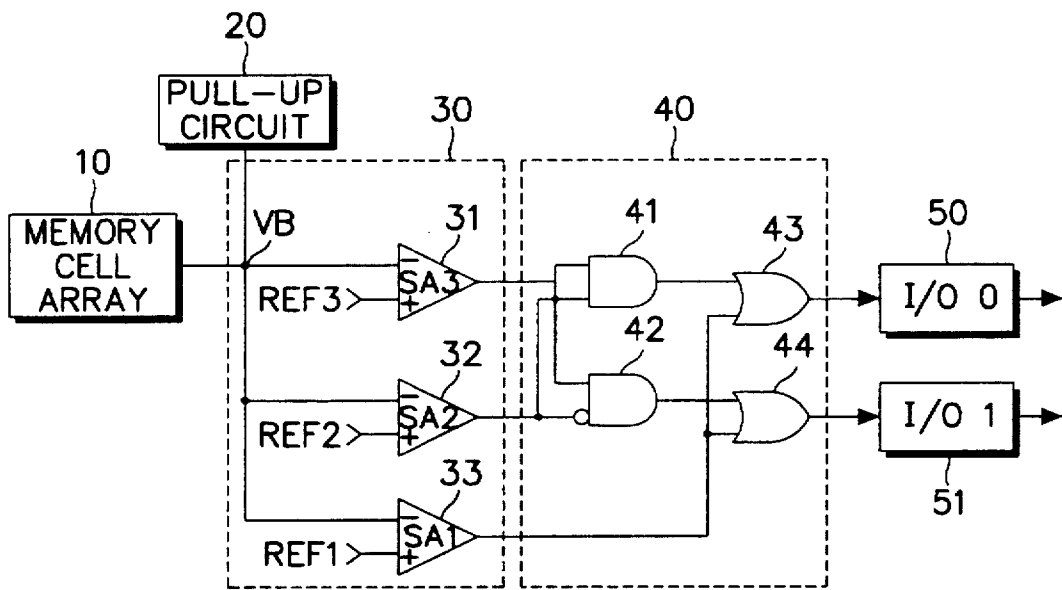 20
PULL-UP
CIRCUIT
30
40
10
MEMORY
CELL
ARRAY
VB
31
− SA3 +
REF3
41
43
50
I/O 0
32
− SA2 +
REF2
42
44
I/O 1
51
33
− SA1 +
REF1